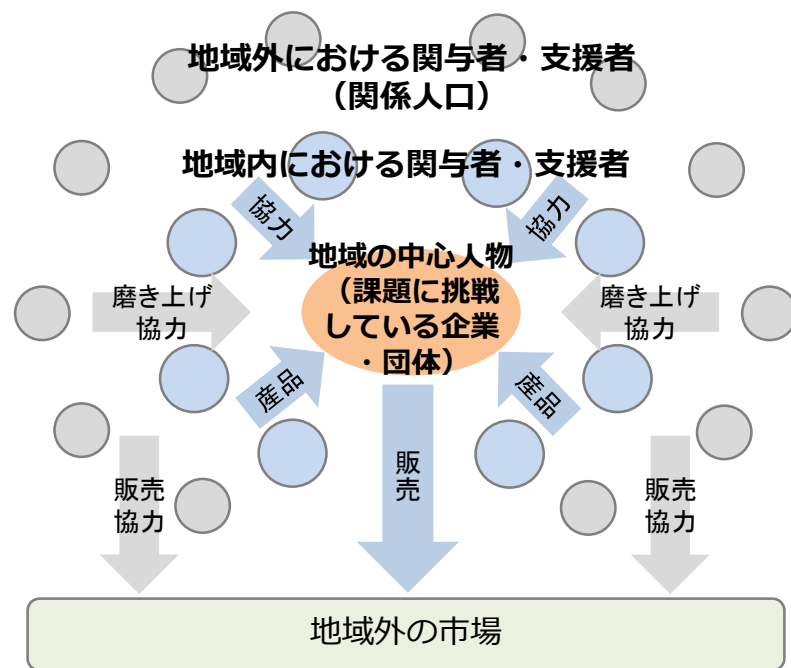 地域外における関与者・支援者
（関係人口）
地域内における関与者・支援者
協力
協力
地域の中心人物
（課題に挑戦
している企業
・団体）
磨き上げ
協力
磨き上げ
協力
産品
産品
販売
販売
協力
販売
協力
地域外の市場